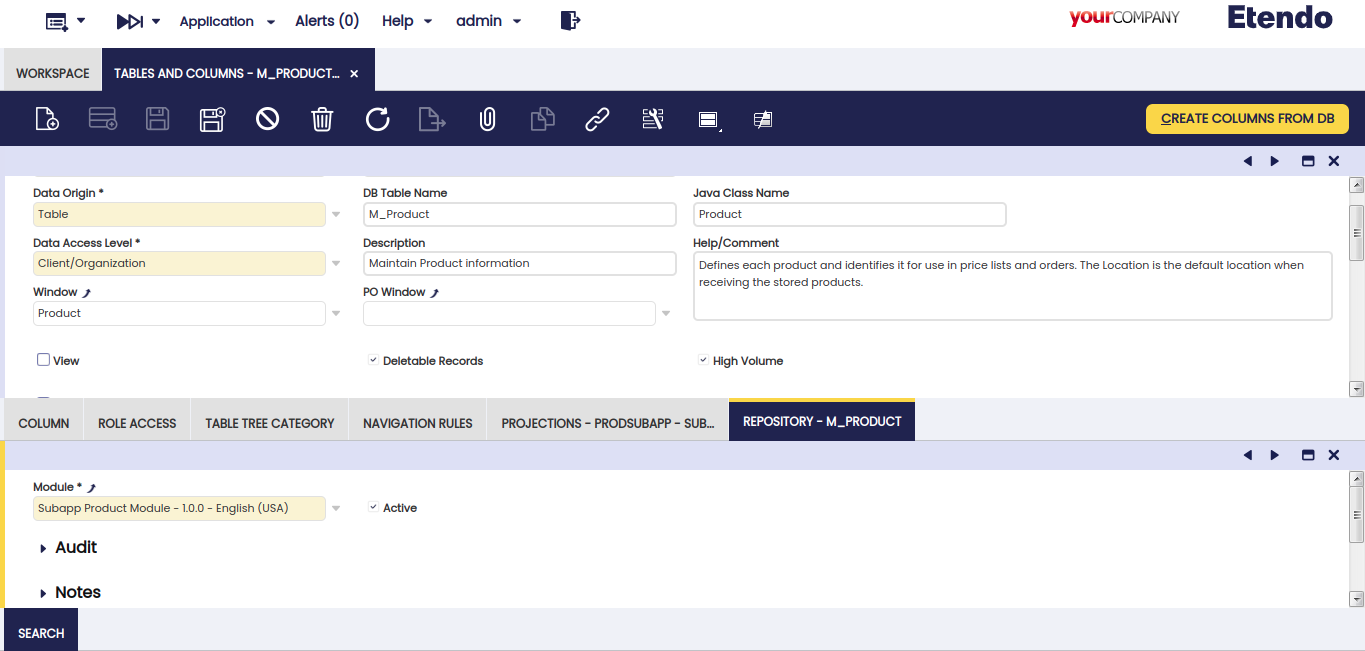 Application
Alerts (0)
Help
admin
yourCOMPANY
Etendo
WORKSPACE
TABLES AND COLUMNS - M_PRODUCT...
CREATE COLUMNS FROM DB
Data Origin *
DB Table Name
Java Class Name
Table
M_Product
Product
Data Access Level *
Description
Help/Comment
Client/Organization
Maintain Product information
Defines each product and identifies it for use in price lists and orders. The Location is the default location when
receiving the stored products.
Window
PO Window
Product
View
Deletable Records
High Volume
COLUMN
ROLE ACCESS
TABLE TREE CATEGORY
NAVIGATION RULES
PROJECTIONS - PRODSUBAPP - SUB...
REPOSITORY - M_PRODUCT
Module *
Subapp Product Module - 1.0.0 - English (USA)
Active
Audit
Notes
SEARCH